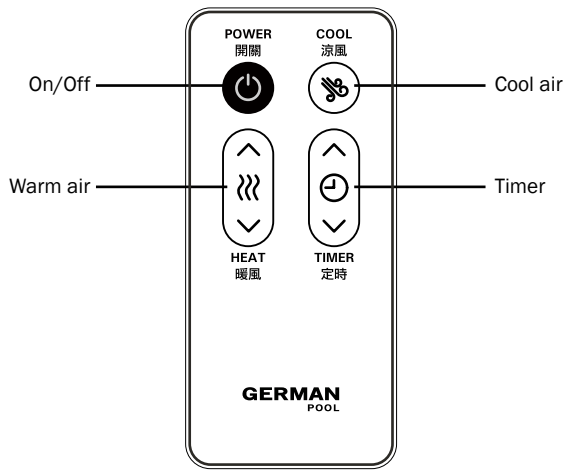 POWER
開關
COOL
涼風
On/Off
Cool air
Warm air
Timer
HEAT
暖風
TIMER
定時
GERMAN
POOL